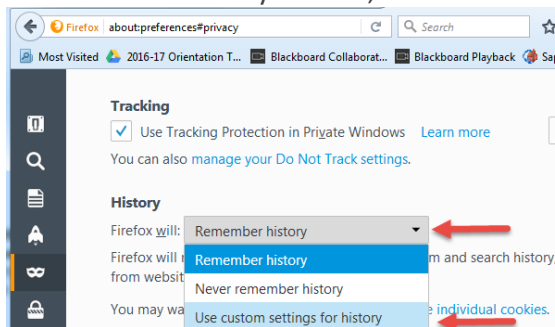 Firefox about:preferences#privacy Search
Most Visited 2016-17 Orientation T... Blackboard Collaborat... Blackboard Playback Sap
Tracking
Use Tracking Protection in Private Windows Learn more
You can also manage your Do Not Track settings.
History
Firefox will: Remember history
Firefox will Remember history m and search history,
from websit
Never remember history
You may wa Use custom settings for history e individual cookies.